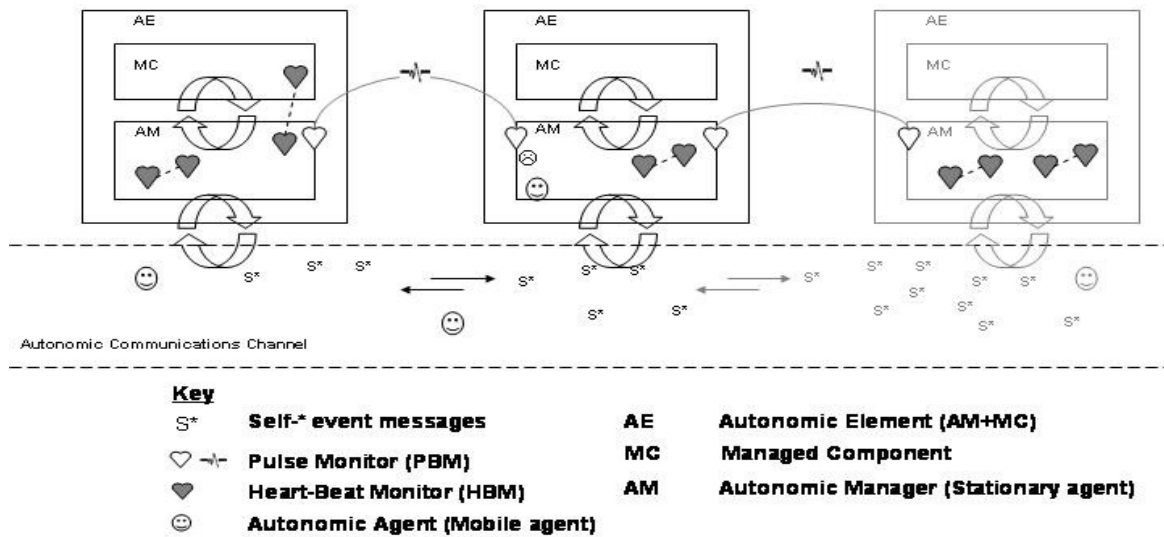 AE
AE
AE
MC
MC
MC
AM
AM
AM
S* S* S* S* S* S* S* S* S* S* S* S* S*
S* S* S* S* S*
Autonomic Communications Channel
Key
S* Self-* event messages
Pulse Monitor (PBM)
Heart-Beat Monitor (HBM)
Autonomic Agent (Mobile agent)
AE Autonomic Element (AM+MC)
MC Managed Component
AM Autonomic Manager (Stationary agent)